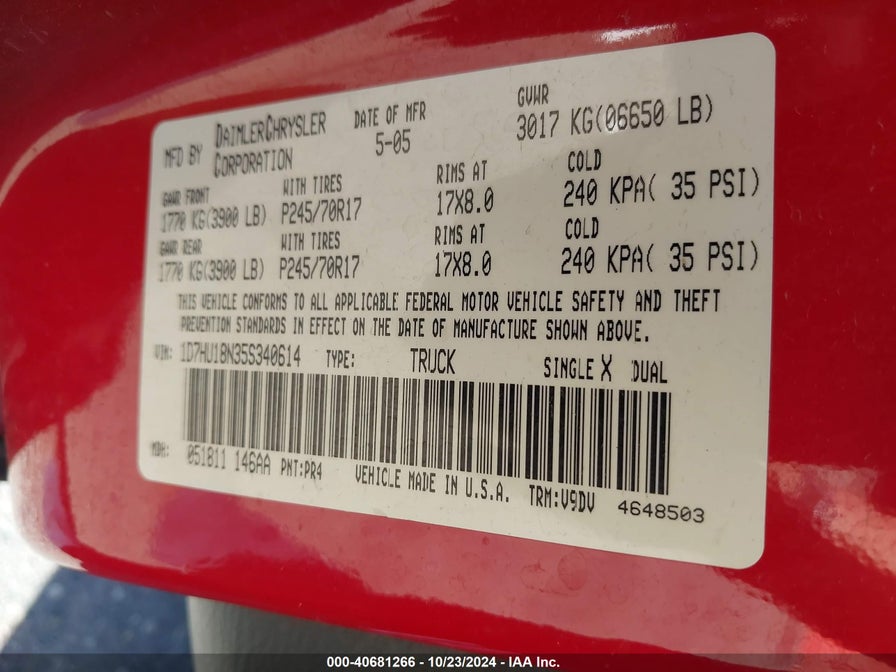 MFD BY DAIMLERCHRYSLER CORPORATION DATE OF MFR 5-05 GVWR 3017 KG(06650 LB)
GAWR FRONT WITH TIRES RIMS AT COLD
1770 KG(3900 LB) P245/70R17 17X8.0 240 KPA( 35 PSI)
GAWR REAR WITH TIRES RIMS AT COLD
1770 KG(3900 LB) P245/70R17 17X8.0 240 KPA( 35 PSI)
THIS VEHICLE CONFORMS TO ALL APPLICABLE FEDERAL MOTOR VEHICLE SAFETY AND THEFT
PREVENTION STANDARDS IN EFFECT ON THE DATE OF MANUFACTURE SHOWN ABOVE.
VIN: 1D7HU18N35S340614 TYPE: TRUCK SINGLE X DUAL
MDH: 051811 146AA PNT:PR4 VEHICLE MADE IN U.S.A. TRM:V9DV 4648503
000-40681266 - 10/23/2024 - IAA Inc.